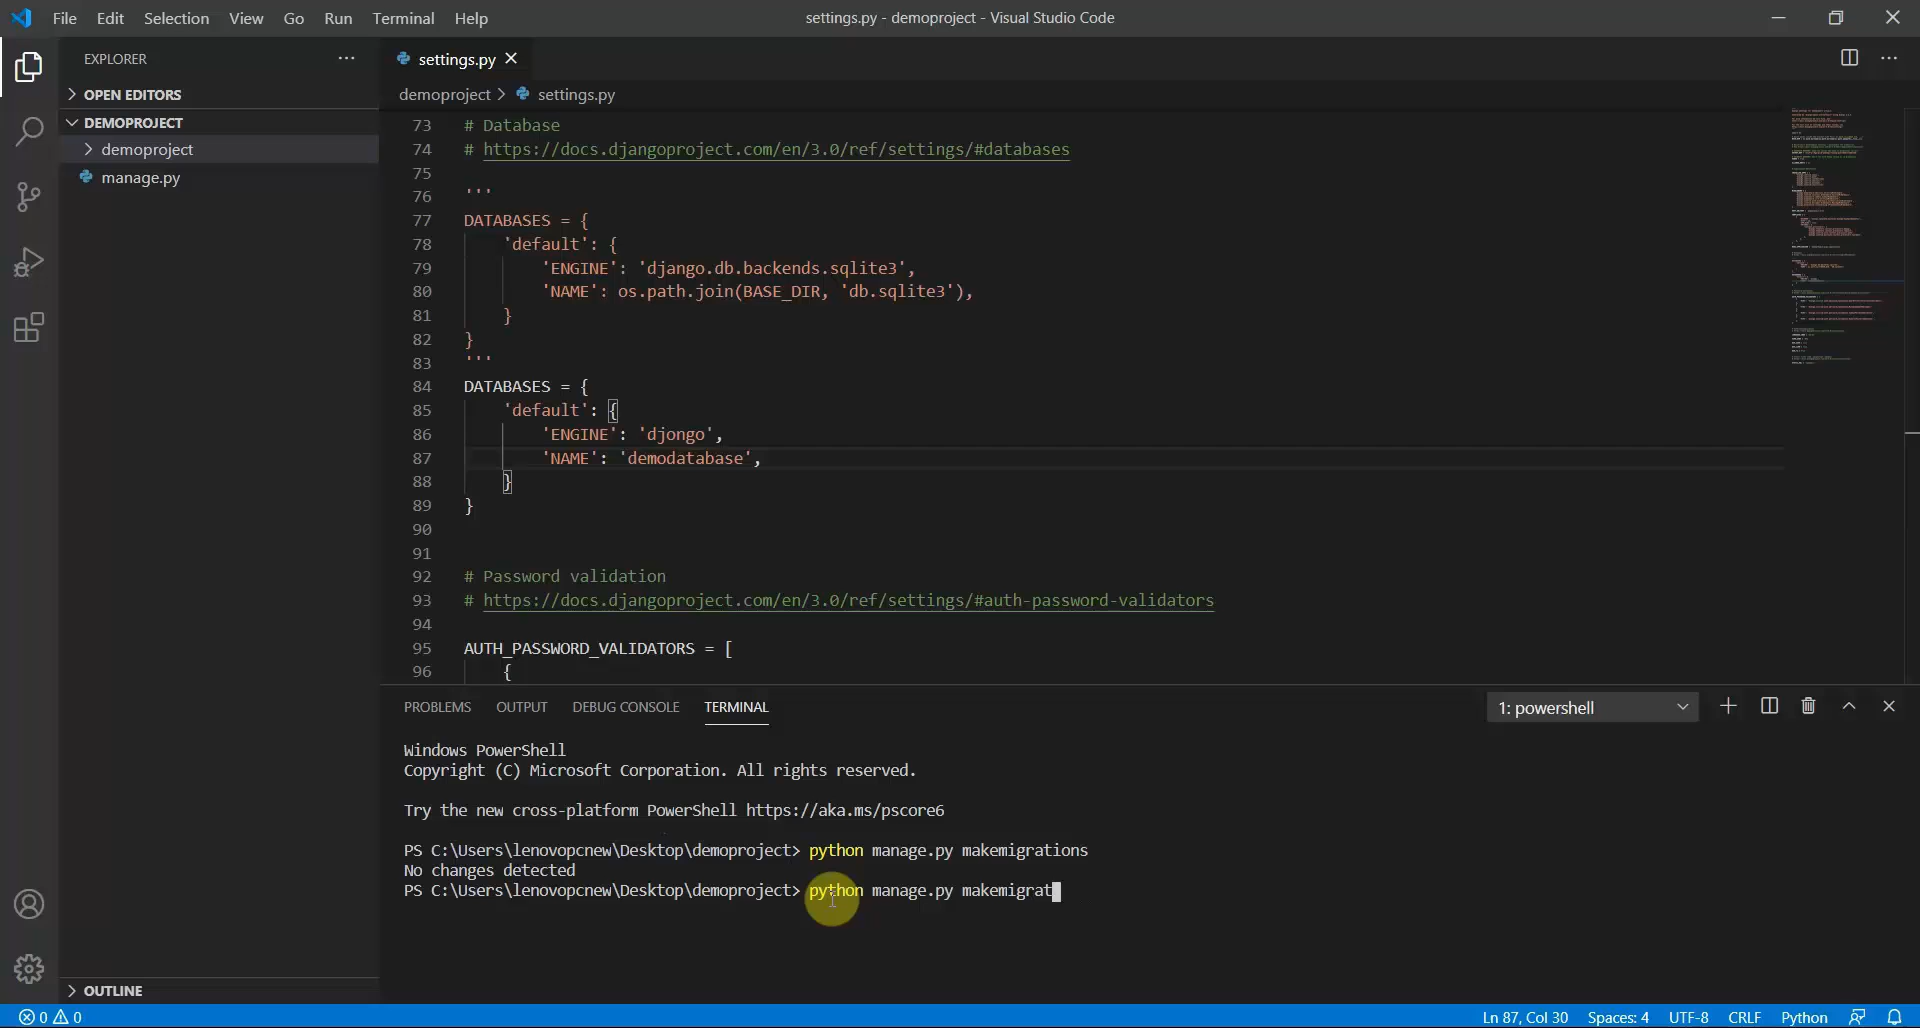 File Edit Selection View Go Run Terminal Help
settings.py - demoproject - Visual Studio Code
EXPLORER
OPEN EDITORS
DEMOPROJECT
demoproject
manage.py
OUTLINE
settings.py
demoproject > settings.py
73 # Database
74 # https://docs.djangoproject.com/en/3.0/ref/settings/#databases
75
76 '''
77 DATABASES = {
78 'default': {
79 'ENGINE': 'django.db.backends.sqlite3',
80 'NAME': os.path.join(BASE_DIR, 'db.sqlite3'),
81 }
82 }
83 '''
84 DATABASES = {
85 'default': {
86 'ENGINE': 'djongo',
87 'NAME': 'demodatabase',
88 }
89 }
90
91
92 # Password validation
93 # https://docs.djangoproject.com/en/3.0/ref/settings/#auth-password-validators
94
95 AUTH_PASSWORD_VALIDATORS = [
96 {
PROBLEMS OUTPUT DEBUG CONSOLE TERMINAL
1: powershell
Windows PowerShell
Copyright (C) Microsoft Corporation. All rights reserved.
Try the new cross-platform PowerShell https://aka.ms/pscore6
PS C:\Users\lenovopcnew\Desktop\demoproject> python manage.py makemigrations
No changes detected
PS C:\Users\lenovopcnew\Desktop\demoproject> python manage.py makemigrat
0 0
Ln 87, Col 30 Spaces: 4 UTF-8 CRLF Python